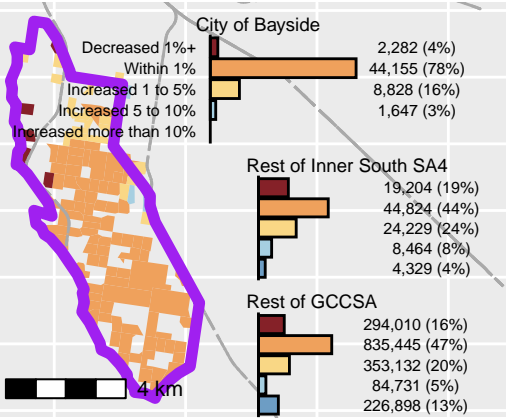 City of Bayside
Decreased 1%+ 2,282 (4%)
Within 1% 44,155 (78%)
Increased 1 to 5% 8,828 (16%)
Increased 5 to 10% 1,647 (3%)
Increased more than 10%
Rest of Inner South SA4
19,204 (19%)
44,824 (44%)
24,229 (24%)
8,464 (8%)
4,329 (4%)
Rest of GCCSA
294,010 (16%)
835,445 (47%)
353,132 (20%)
84,731 (5%)
226,898 (13%)
4 km